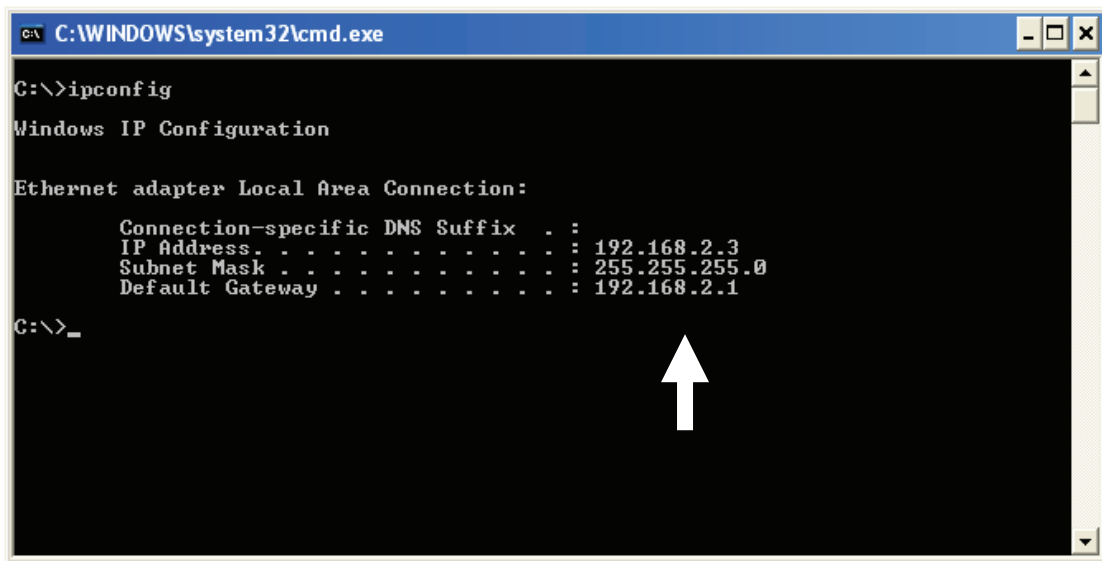 C:\WINDOWS\system32\cmd.exe
C:\>ipconfig
Windows IP Configuration
Ethernet adapter Local Area Connection:
Connection-specific DNS Suffix . :
IP Address. . . . . . . . . . . . : 192.168.2.3
Subnet Mask . . . . . . . . . . . : 255.255.255.0
Default Gateway . . . . . . . . . : 192.168.2.1
C:\>_